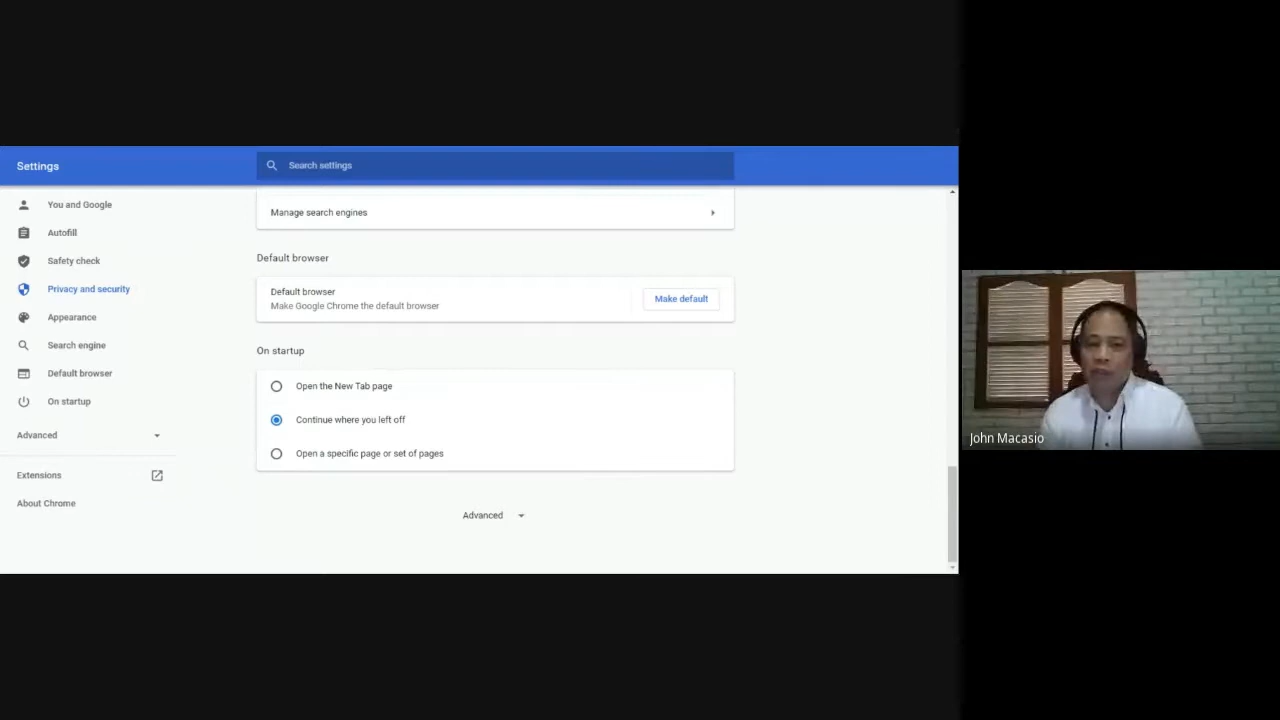 Settings
Search settings
You and Google
Autofill
Safety check
Privacy and security
Appearance
Search engine
Default browser
On startup
Advanced
Extensions
About Chrome
Manage search engines
Default browser
Default browser
Make Google Chrome the default browser
Make default
On startup
Open the New Tab page
Continue where you left off
Open a specific page or set of pages
Advanced
John Macasio